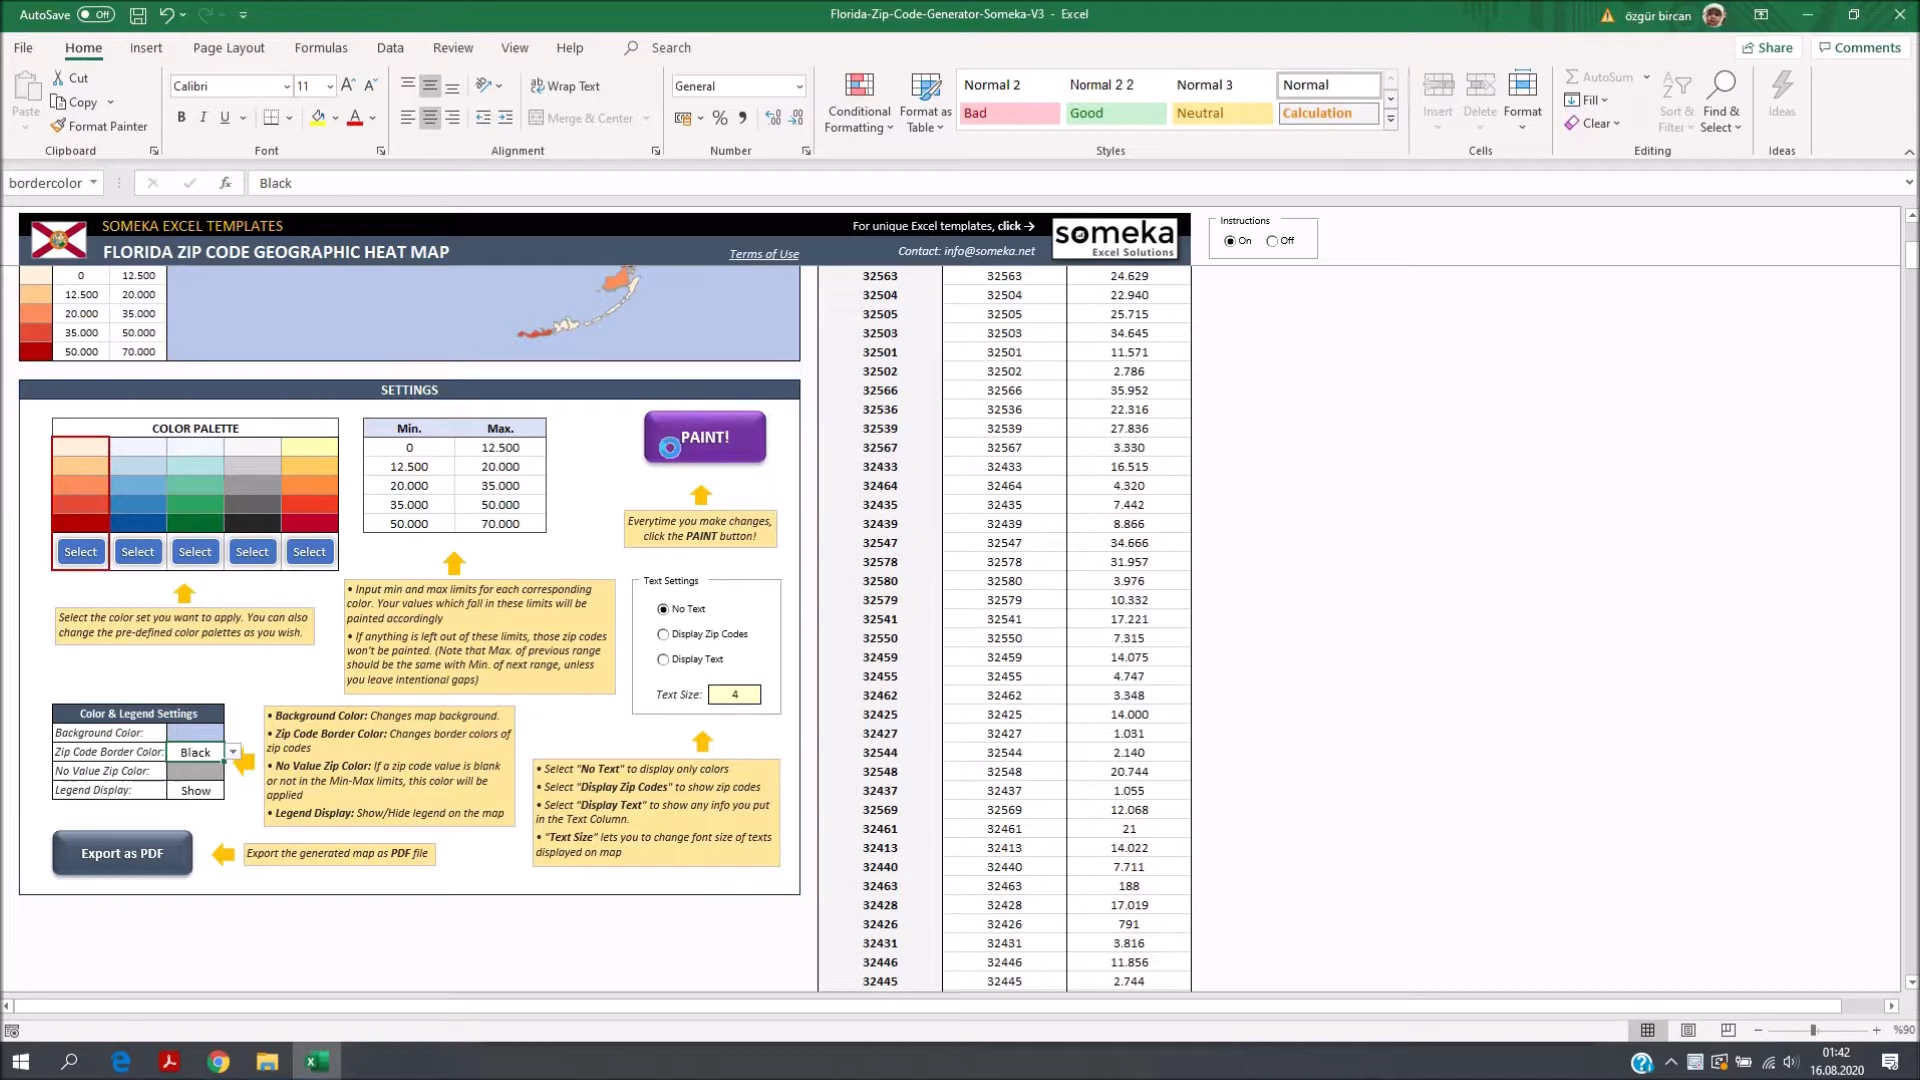 AutoSave Off
Florida-Zip-Code-Generator-Someka-V3 - Excel
özgür bircan
File Home Insert Page Layout Formulas Data Review View Help Search
Share Comments
Paste
Cut
Copy
Format Painter
Clipboard
Calibri 11
B I U
Font
Wrap Text
Merge & Center
Alignment
General
Number
Conditional Formatting
Format as Table
Normal 2 Normal 2 2 Normal 3 Normal
Bad Good Neutral Calculation
Styles
Insert Delete Format
Cells
AutoSum
Fill
Clear
Sort & Filter
Find & Select
Editing
Ideas
Ideas
bordercolor fx Black
SOMEKA EXCEL TEMPLATES
FLORIDA ZIP CODE GEOGRAPHIC HEAT MAP
Terms of Use
For unique Excel templates, click →
Contact: info@someka.net
someka
Excel Solutions
Instructions
On Off
0 12.500
12.500 20.000
20.000 35.000
35.000 50.000
50.000 70.000
SETTINGS
COLOR PALETTE
Select Select Select Select Select
Select the color set you want to apply. You can also
change the pre-defined color palettes as you wish.
Min. Max.
0 12.500
12.500 20.000
20.000 35.000
35.000 50.000
50.000 70.000
• Input min and max limits for each corresponding
color. Your values which fall in these limits will be
painted accordingly
• If anything is left out of these limits, those zip codes
won't be painted. (Note that Max. of previous range
should be the same with Min. of next range, unless
you leave intentional gaps)
PAINT!
Everytime you make changes,
click the PAINT button!
Text Settings
No Text
Display Zip Codes
Display Text
Text Size: 4
Color & Legend Settings
Background Color:
Zip Code Border Color: Black
No Value Zip Color:
Legend Display: Show
• Background Color: Changes map background.
• Zip Code Border Color: Changes border colors of
zip codes
• No Value Zip Color: If a zip code value is blank
or not in the Min-Max limits, this color will be
applied
• Legend Display: Show/Hide legend on the map
• Select "No Text" to display only colors
• Select "Display Zip Codes" to show zip codes
• Select "Display Text" to show any info you put
in the Text Column.
• "Text Size" lets you to change font size of texts
displayed on map
Export as PDF
Export the generated map as PDF file
32563 32563 24.629
32504 32504 22.940
32505 32505 25.715
32503 32503 34.645
32501 32501 11.571
32502 32502 2.786
32566 32566 35.952
32536 32536 22.316
32539 32539 27.836
32567 32567 3.330
32433 32433 16.515
32464 32464 4.320
32435 32435 7.442
32439 32439 8.866
32547 32547 34.666
32578 32578 31.957
32580 32580 3.976
32579 32579 10.332
32541 32541 17.221
32550 32550 7.315
32459 32459 14.075
32455 32455 4.747
32462 32462 3.348
32425 32425 14.000
32427 32427 1.031
32544 32544 2.140
32548 32548 20.744
32437 32437 1.055
32569 32569 12.068
32461 32461 21
32413 32413 14.022
32440 32440 7.711
32463 32463 188
32428 32428 17.019
32426 32426 791
32431 32431 3.816
32446 32446 11.856
32445 32445 2.744
%90
01:42
16.08.2020